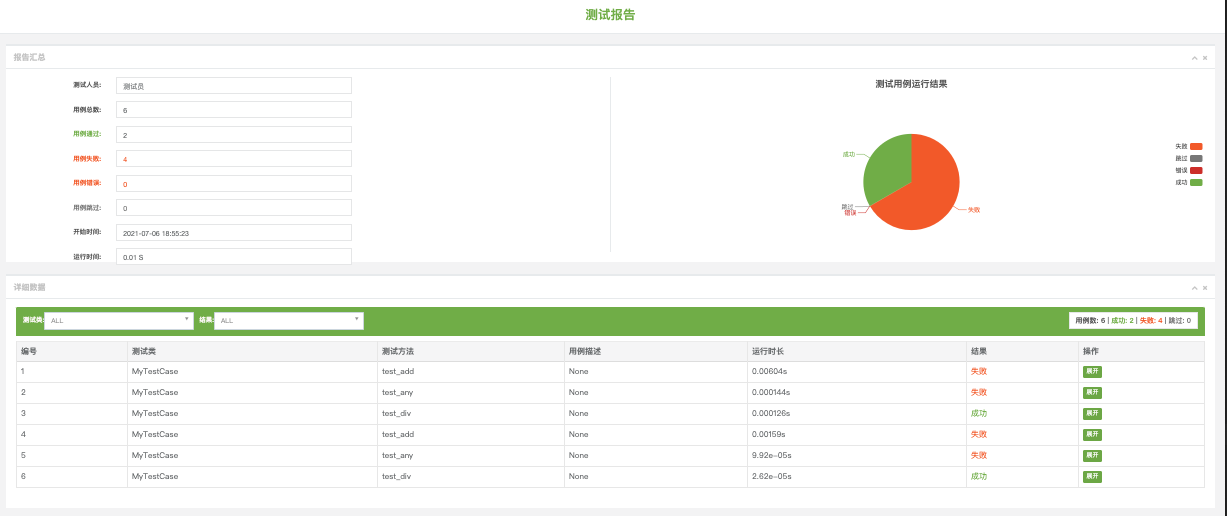 测试报告
报告汇总
测试人员: 测试员
用例总数: 6
用例通过: 2
用例失败: 4
用例错误: 0
用例跳过: 0
开始时间: 2021-07-06 18:55:23
运行时间: 0.01 S
测试用例运行结果
成功
跳过
错误
失败
失败
跳过
错误
成功
详细数据
测试类: ALL 结果: ALL 用例数: 6 | 成功: 2 | 失败: 4 | 跳过: 0
编号 测试类 测试方法 用例描述 运行时长 结果 操作
1 MyTestCase test_add None 0.00604s 失败 展开
2 MyTestCase test_any None 0.000144s 失败 展开
3 MyTestCase test_div None 0.000126s 成功 展开
4 MyTestCase test_add None 0.00159s 失败 展开
5 MyTestCase test_any None 9.92e-05s 失败 展开
6 MyTestCase test_div None 2.62e-05s 成功 展开